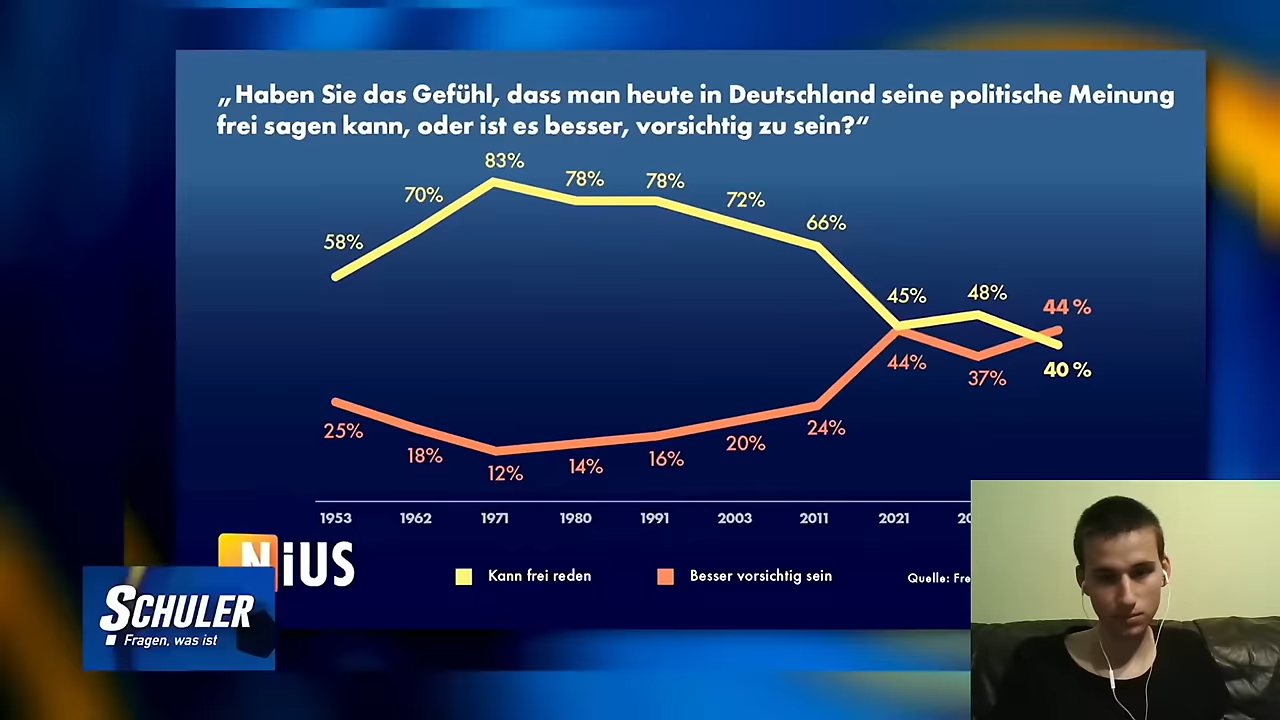 „Haben Sie das Gefühl, dass man heute in Deutschland seine politische Meinung
frei sagen kann, oder ist es besser, vorsichtig zu sein?“
83%
78%
78%
70%
72%
66%
58%
45%
48%
44 %
44%
37%
40 %
25%
18%
12%
14%
16%
20%
24%
1953 1962 1971 1980 1991 2003 2011 2021 20
NiUS
Kann frei reden
Besser vorsichtig sein
Quelle: Fre
SCHULER
Fragen, was ist